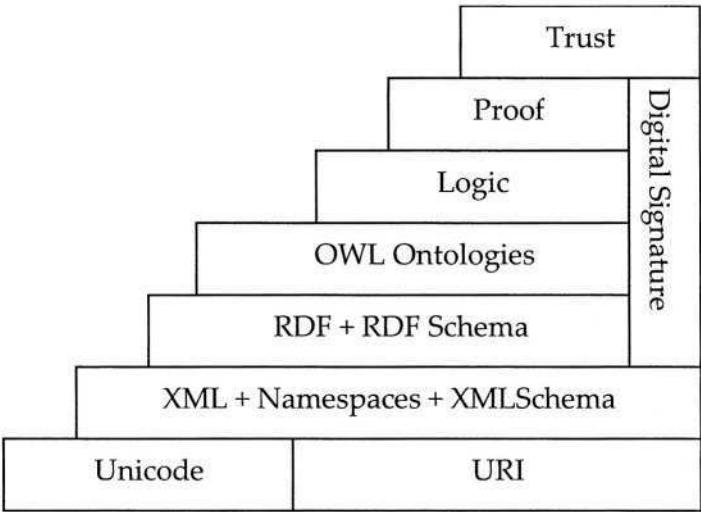 Trust
Proof
Digital Signature
Logic
OWL Ontologies
RDF + RDF Schema
XML + Namespaces + XMLSchema
Unicode
URI